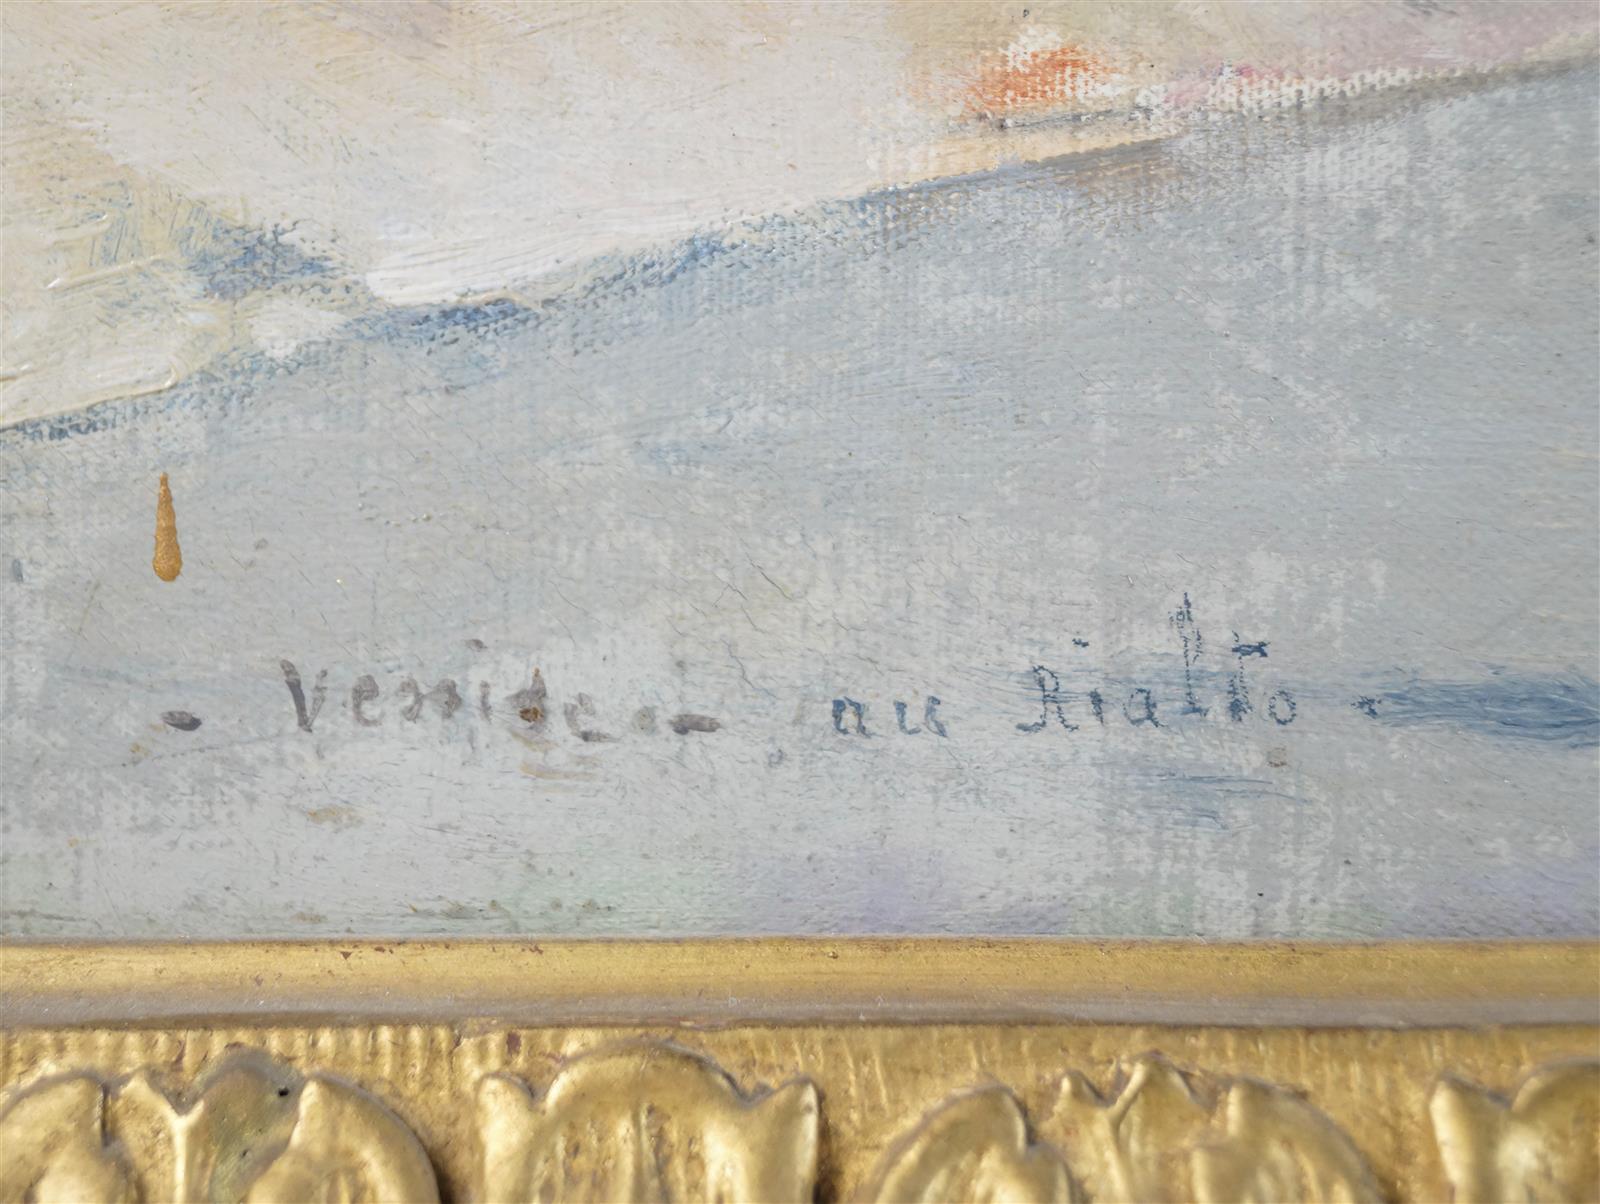 - Venise - au Rialto -